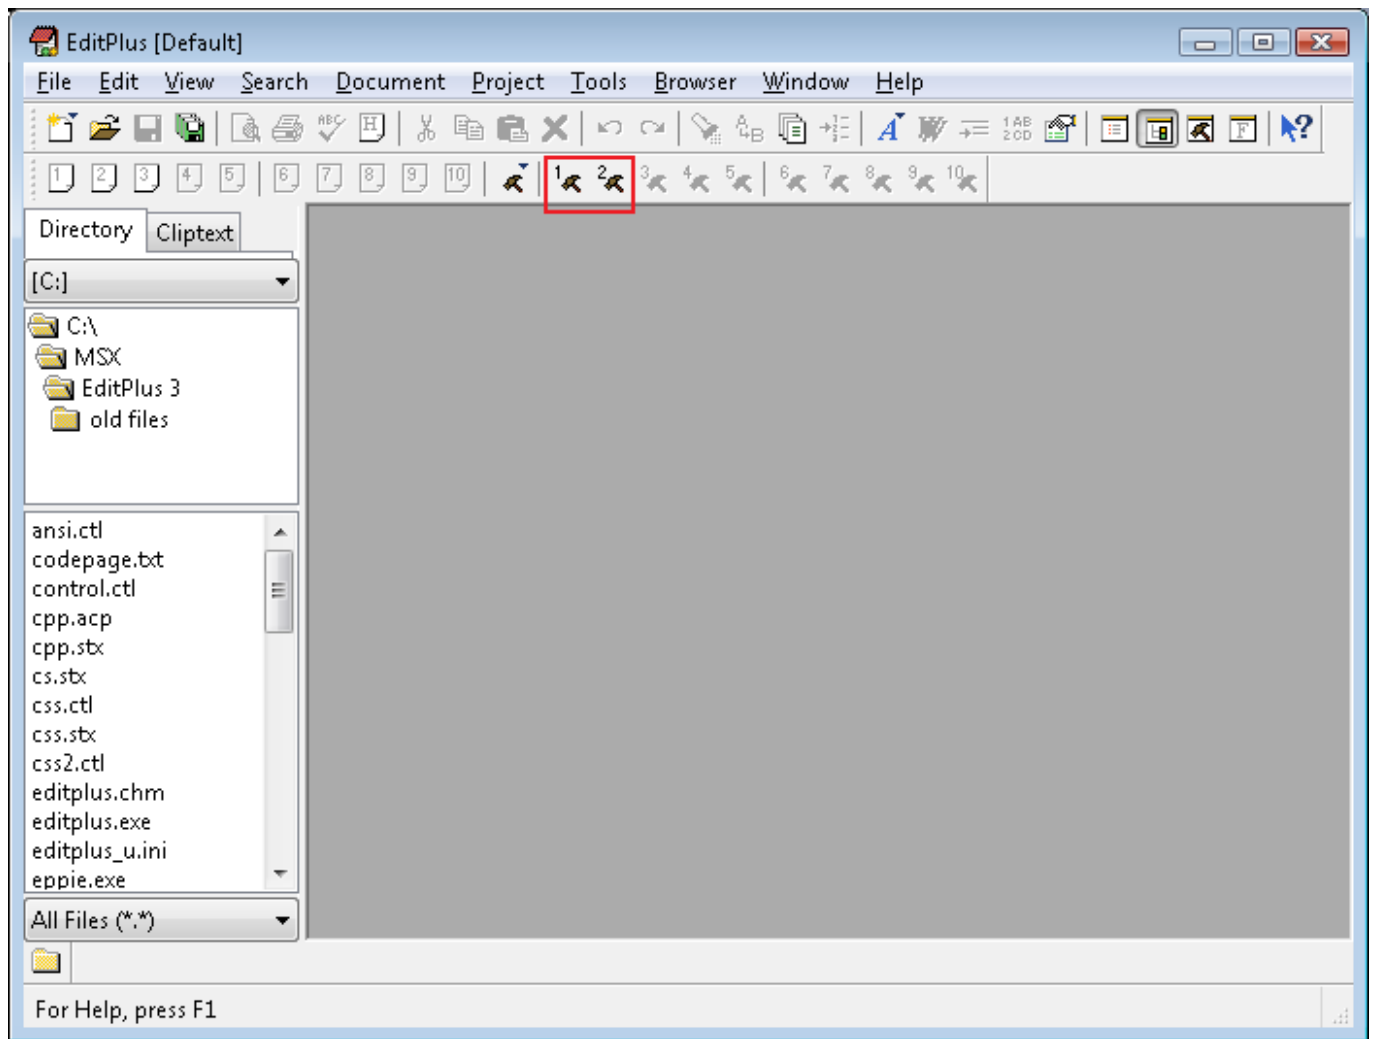 EditPlus [Default]
File Edit View Search Document Project Tools Browser Window Help
ABC H A B A 1AB 2CD F ?
1 2 3 4 5 6 7 8 9 10 1 2 3 4 5 6 7 8 9 10
Directory Cliptext
[C:]
C:\
MSX
EditPlus 3
old files
ansi.ctl
codepage.txt
control.ctl
cpp.acp
cpp.stx
cs.stx
css.ctl
css.stx
css2.ctl
editplus.chm
editplus.exe
editplus_u.ini
eppie.exe
All Files (*.*)
For Help, press F1